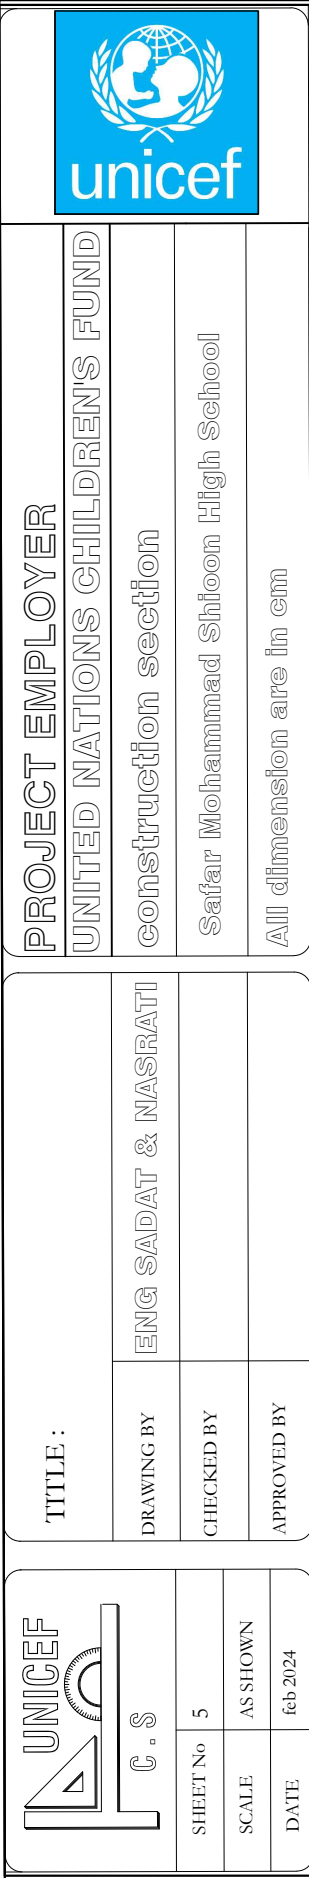 unicef
PROJECT EMPLOYER
UNITED NATIONS CHILDREN'S FUND
construction section
Safar Mohammad Shioon High School
All dimension are in cm
TITLE :
DRAWING BY ENG SADAT & NASRATI
CHECKED BY
APPROVED BY
UNICEF
C . S
SHEET No 5
SCALE AS SHOWN
DATE feb 2024